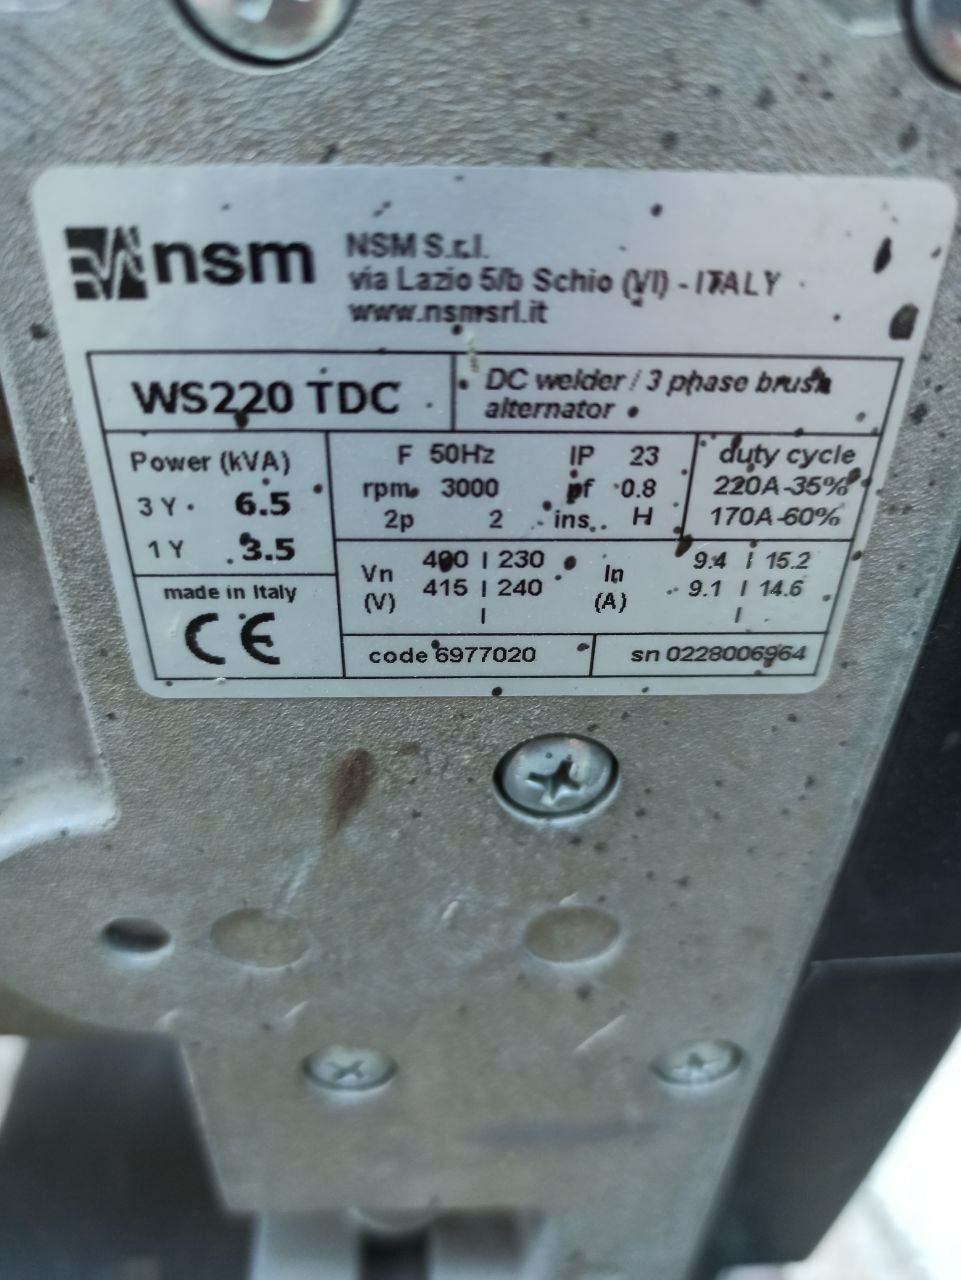 nsm
NSM S.r.l.
via Lazio 5/b Schio (VI) - ITALY
www.nsmsrl.it
WS220 TDC
DC welder / 3 phase brush
alternator
Power (kVA)
3 Y 6.5
1 Y 3.5
made in Italy
CE
F 50Hz IP 23
rpm 3000 pf 0.8
2p 2 ins. H
duty cycle
220A-35%
170A-60%
Vn (V)
400 | 230
415 | 240
|
In (A)
9.4 | 15.2
9.1 | 14.6
|
code 6977020
sn 0228006964